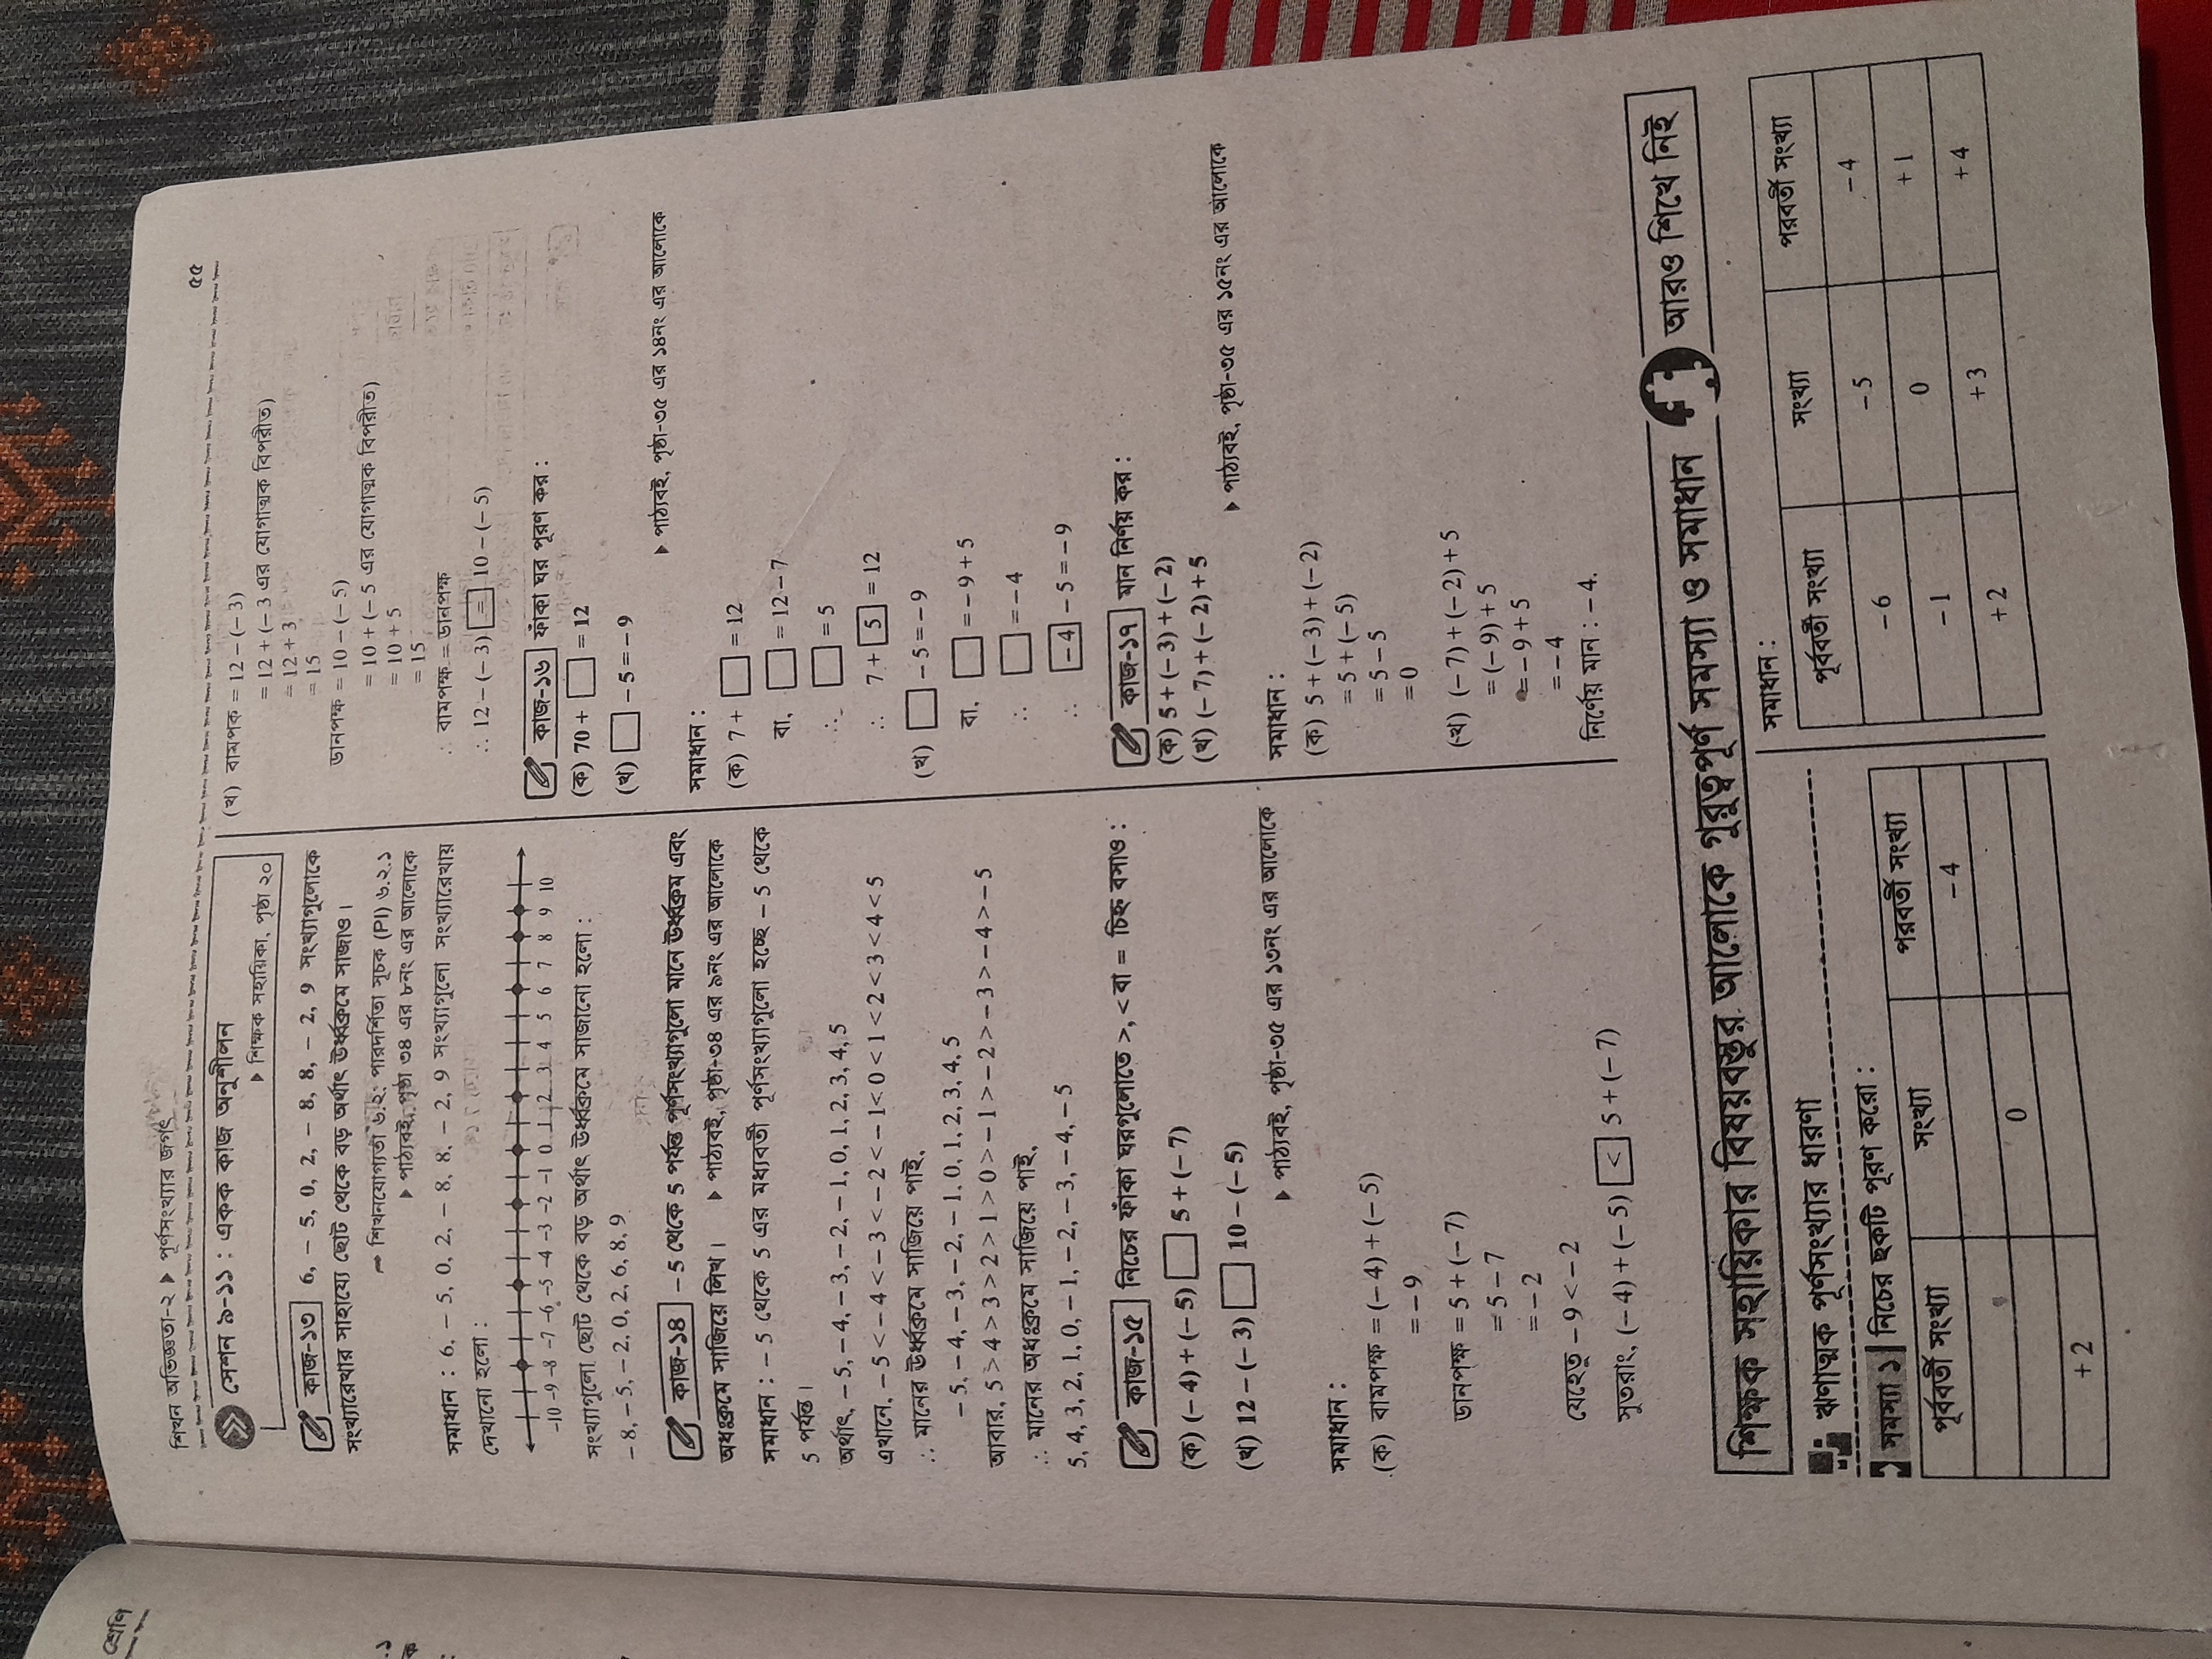 শ্রেণি
শিখন অভিজ্ঞতা-২ পূর্ণসংখ্যার জগৎ
৫৫
সেশন ৯-১১ : একক কাজ অনুশীলন
শিক্ষক সহায়িকা, পৃষ্ঠা ২০
কাজ-১৩ 6, – 5, 0, 2, – 8, 8, – 2, 9 সংখ্যাগুলোকে
সংখ্যারেখার সাহায্যে ছোট থেকে বড় অর্থাৎ ঊর্ধ্বক্রমে সাজাও।
শিখনযোগ্যতা ৬.২: পারদর্শিতা সূচক (PI) ৬.২.১
পাঠ্যবই, পৃষ্ঠা ৩৪ এর ৮নং এর আলোকে
সমাধান : 6, – 5, 0, 2, – 8, 8, – 2, 9 সংখ্যাগুলো সংখ্যারেখায়
দেখানো হলো :
–10 –9 –8 –7 –6 –5 –4 –3 –2 –1 0 1 2 3 4 5 6 7 8 9 10
সংখ্যাগুলো ছোট থেকে বড় অর্থাৎ ঊর্ধ্বক্রমে সাজানো হলো :
– 8, – 5, – 2, 0, 2, 6, 8, 9
কাজ-১৪ – 5 থেকে 5 পর্যন্ত পূর্ণসংখ্যাগুলো মানে ঊর্ধ্বক্রম এবং
অধঃক্রমে সাজিয়ে লিখ। পাঠ্যবই, পৃষ্ঠা-৩৪ এর ৯নং এর আলোকে
সমাধান : – 5 থেকে 5 এর মধ্যবর্তী পূর্ণসংখ্যাগুলো হচ্ছে – 5 থেকে
5 পর্যন্ত।
অর্থাৎ, – 5, – 4, – 3, – 2, – 1, 0, 1, 2, 3, 4, 5
এখানে, – 5 < – 4 < – 3 < – 2 < – 1 < 0 < 1 < 2 < 3 < 4 < 5
∴ মানের ঊর্ধ্বক্রমে সাজিয়ে পাই,
– 5, – 4, – 3, – 2, – 1, 0, 1, 2, 3, 4, 5
আবার, 5 > 4 > 3 > 2 > 1 > 0 > – 1 > – 2 > – 3 > – 4 > – 5
∴ মানের অধঃক্রমে সাজিয়ে পাই,
5, 4, 3, 2, 1, 0, – 1, – 2, – 3, – 4, – 5
কাজ-১৫ নিচের ফাঁকা ঘরগুলোতে >, < বা = চিহ্ন বসাও :
(ক) (– 4) + (– 5) □ 5 + (– 7)
(খ) 12 – (– 3) □ 10 – (– 5)
পাঠ্যবই, পৃষ্ঠা-৩৫ এর ১৩নং এর আলোকে
সমাধান :
(ক) বামপক্ষ = (– 4) + (– 5)
= – 9
ডানপক্ষ = 5 + (– 7)
= 5 – 7
= – 2
যেহেতু – 9 < – 2
সুতরাং, (– 4) + (– 5) < 5 + (– 7)
(খ) বামপক = 12 – (– 3)
= 12 + (– 3 এর যোগাত্মক বিপরীত)
= 12 + 3
= 15
ডানপক্ষ = 10 – (– 5)
= 10 + (– 5 এর যোগাত্মক বিপরীত)
= 10 + 5
= 15
∴ বামপক্ষ = ডানপক্ষ
∴ 12 – (– 3) = 10 – (– 5)
কাজ-১৬ ফাঁকা ঘর পূরণ কর :
(ক) 70 + □ = 12
(খ) □ – 5 = – 9
পাঠ্যবই, পৃষ্ঠা-৩৫ এর ১৪নং এর আলোকে
সমাধান :
(ক) 7 + □ = 12
বা, □ = 12 – 7
∴ □ = 5
∴ 7 + 5 = 12
(খ) □ – 5 = – 9
বা, □ = – 9 + 5
∴ □ = – 4
∴ – 4 – 5 = – 9
কাজ-১৭ মান নির্ণয় কর :
(ক) 5 + (– 3) + (– 2)
(খ) (– 7) + (– 2) + 5
পাঠ্যবই, পৃষ্ঠা-৩৫ এর ১৫নং এর আলোকে
সমাধান :
(ক) 5 + (– 3) + (– 2)
= 5 + (– 5)
= 5 – 5
= 0
(খ) (– 7) + (– 2) + 5
= (– 9) + 5
= – 9 + 5
= – 4
নির্ণেয় মান : – 4.
শিক্ষক সহায়িকার বিষয়বস্তুর আলোকে গুরুত্বপূর্ণ সমস্যা ও সমাধান আরও শিখে নিই
ঋণাত্মক পূর্ণসংখ্যার ধারণা
সমস্যা ১ নিচের ছকটি পূরণ করো :
পূর্ববর্তী সংখ্যা সংখ্যা পরবর্তী সংখ্যা
– 4
0
+ 2
সমাধান :
পূর্ববর্তী সংখ্যা সংখ্যা পরবর্তী সংখ্যা
– 6 – 5 – 4
– 1 0 + 1
+ 2 + 3 + 4